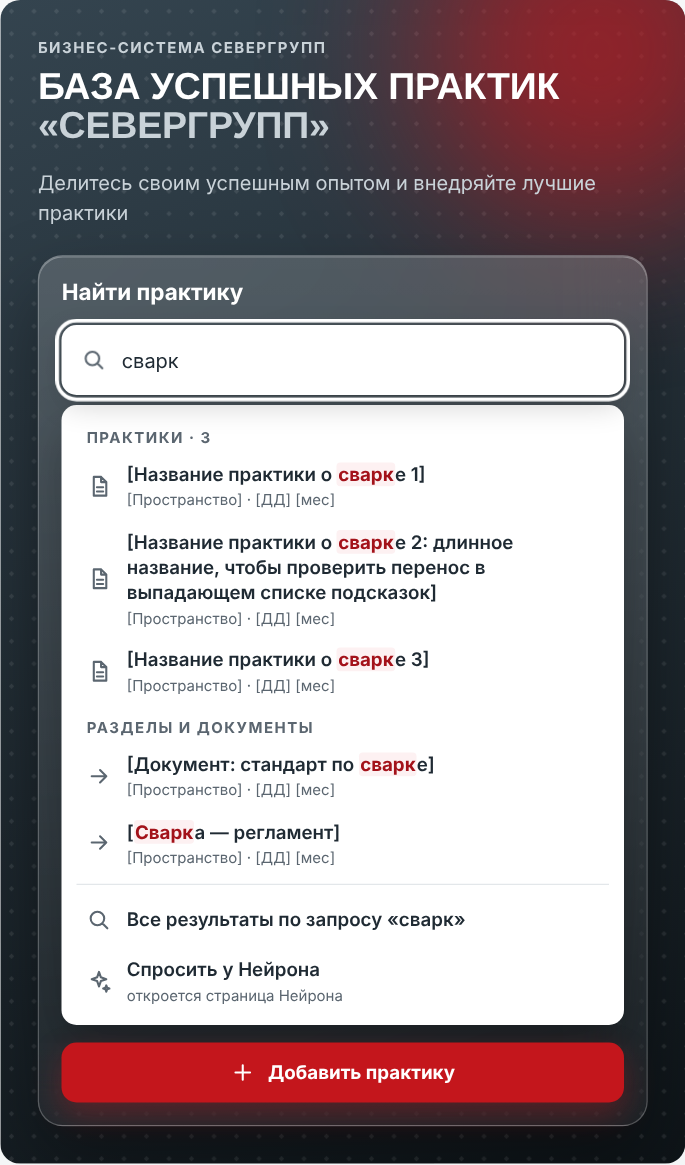 БИЗНЕС-СИСТЕМА СЕВЕРГРУПП
БАЗА УСПЕШНЫХ ПРАКТИК
«СЕВЕРГРУПП»
Делитесь своим успешным опытом и внедряйте лучшие
практики
Найти практику
сварк
ПРАКТИКИ · 3
[Название практики о сварке 1]
[Пространство] · [ДД] [мес]
[Название практики о сварке 2: длинное
название, чтобы проверить перенос в
выпадающем списке подсказок]
[Пространство] · [ДД] [мес]
[Название практики о сварке 3]
[Пространство] · [ДД] [мес]
РАЗДЕЛЫ И ДОКУМЕНТЫ
[Документ: стандарт по сварке]
[Пространство] · [ДД] [мес]
[Сварка — регламент]
[Пространство] · [ДД] [мес]
Все результаты по запросу «сварк»
Спросить у Нейрона
откроется страница Нейрона
Добавить практику